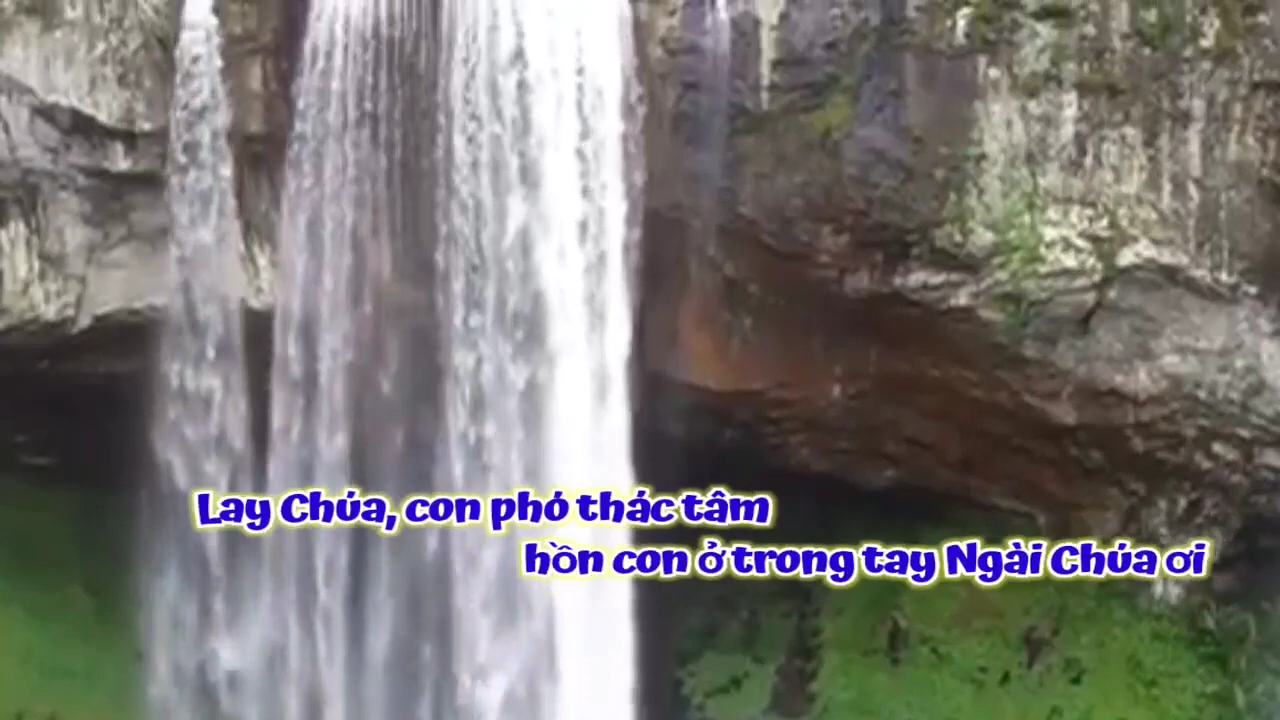 Lay Chúa, con phó thác tâm
hồn con ở trong tay Ngài Chúa ơi